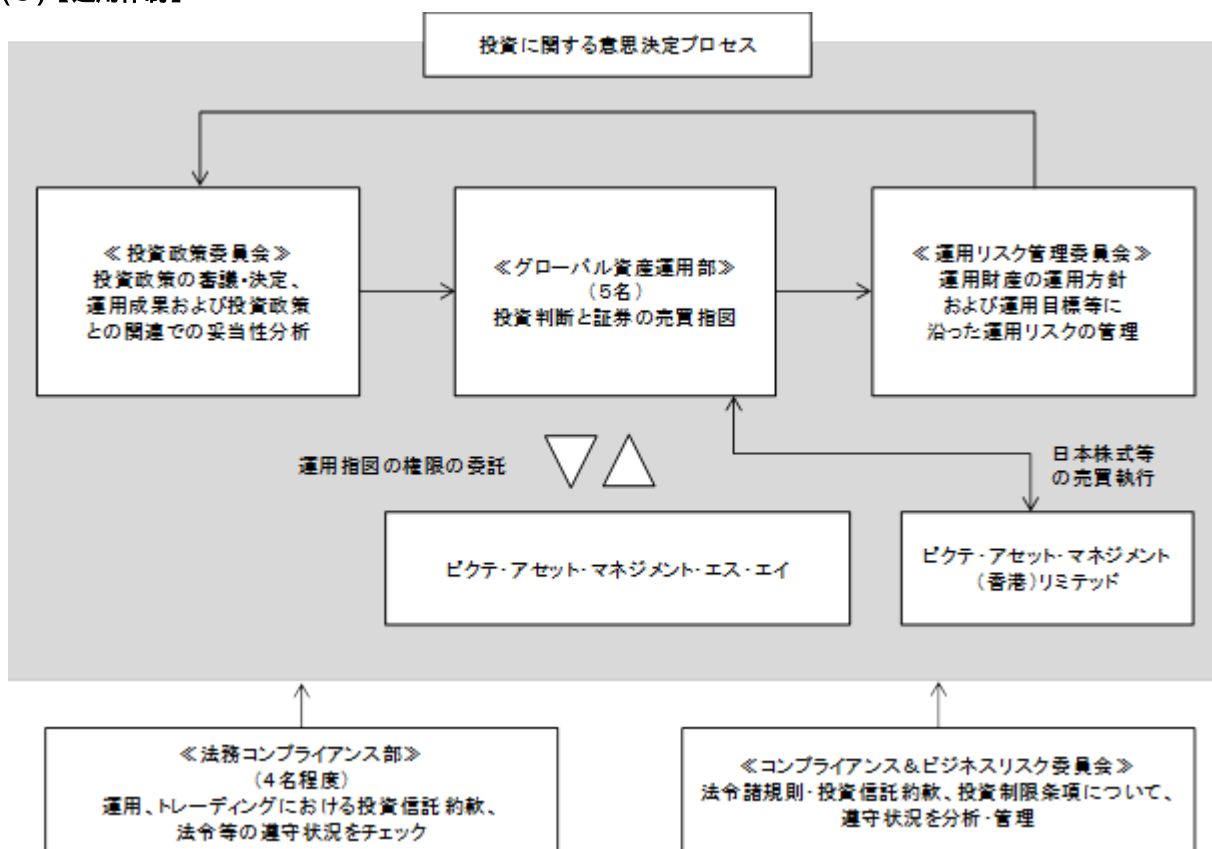 (3)【運用体制】
投資に関する意思決定プロセス
≪投資政策委員会≫
投資政策の審議・決定、
運用成果および投資政策
との関連での妥当性分析
≪グローバル資産運用部≫
(5名)
投資判断と証券の売買指図
≪運用リスク管理委員会≫
運用財産の運用方針
および運用目標等に
沿った運用リスクの管理
運用指図の権限の委託
日本株式等
の売買執行
ピクテ・アセット・マネジメント・エス・エイ
ピクテ・アセット・マネジメント
(香港)リミテッド
≪法務コンプライアンス部≫
(4名程度)
運用、トレーディングにおける投資信託約款、
法令等の遵守状況をチェック
≪コンプライアンス&ビジネスリスク委員会≫
法令諸規則・投資信託約款、投資制限条項について、
遵守状況を分析・管理